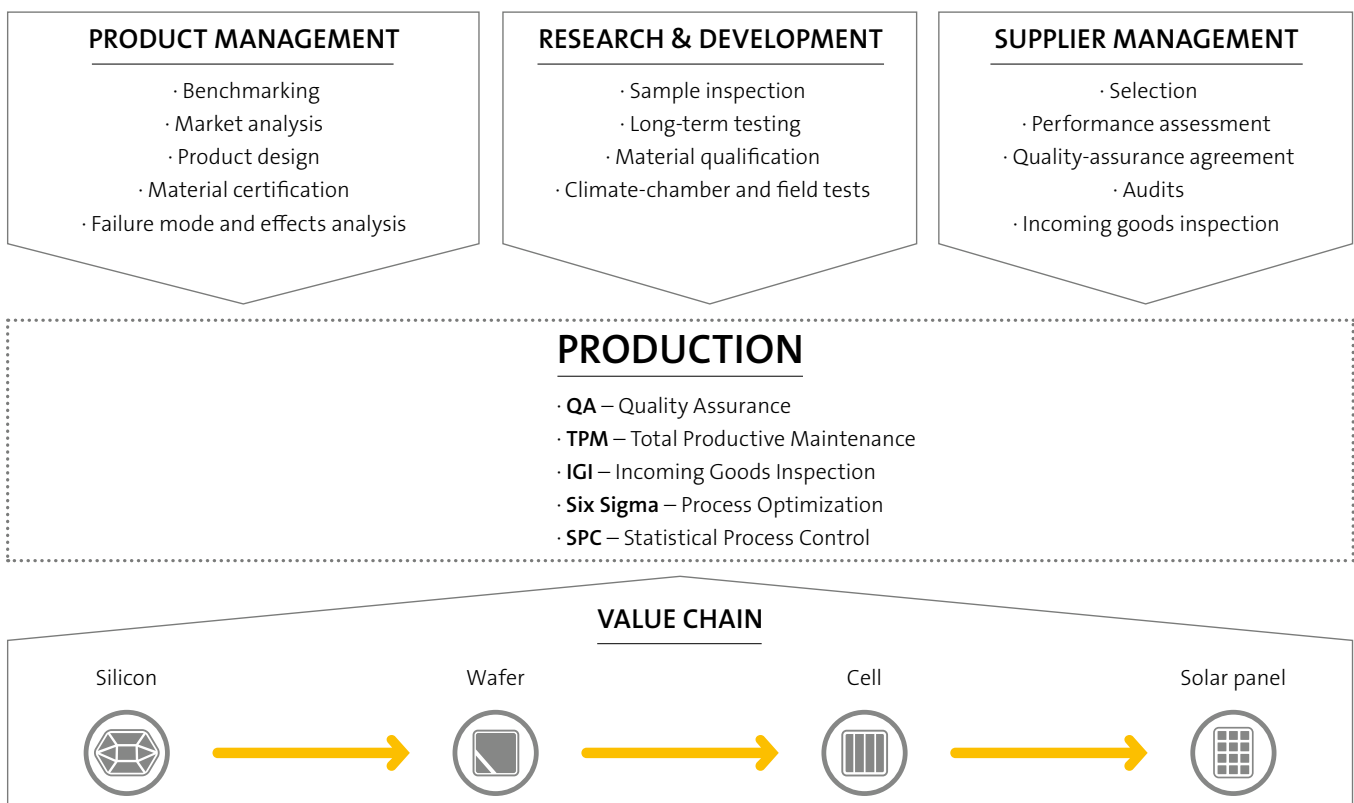 PRODUCT MANAGEMENT
· Benchmarking
· Market analysis
· Product design
· Material certification
· Failure mode and effects analysis
RESEARCH & DEVELOPMENT
· Sample inspection
· Long-term testing
· Material qualification
· Climate-chamber and field tests
SUPPLIER MANAGEMENT
· Selection
· Performance assessment
· Quality-assurance agreement
· Audits
· Incoming goods inspection
PRODUCTION
· QA – Quality Assurance
· TPM – Total Productive Maintenance
· IGI – Incoming Goods Inspection
· Six Sigma – Process Optimization
· SPC – Statistical Process Control
VALUE CHAIN
Silicon
Wafer
Cell
Solar panel